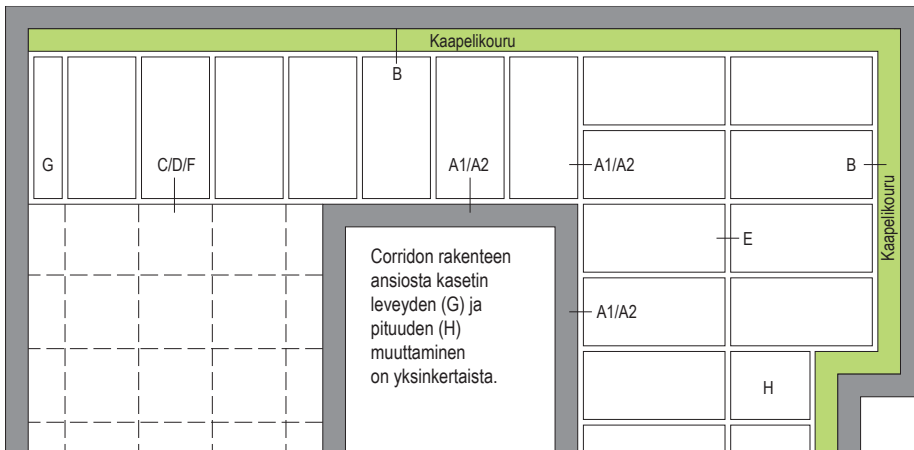 Kaapelikouru
B
G
C/D/F
A1/A2
A1/A2
B
Kaapelikouru
E
Corridon rakenteen
ansiosta kasetin
leveyden (G) ja
pituuden (H)
muuttaminen
on yksinkertaista.
A1/A2
H